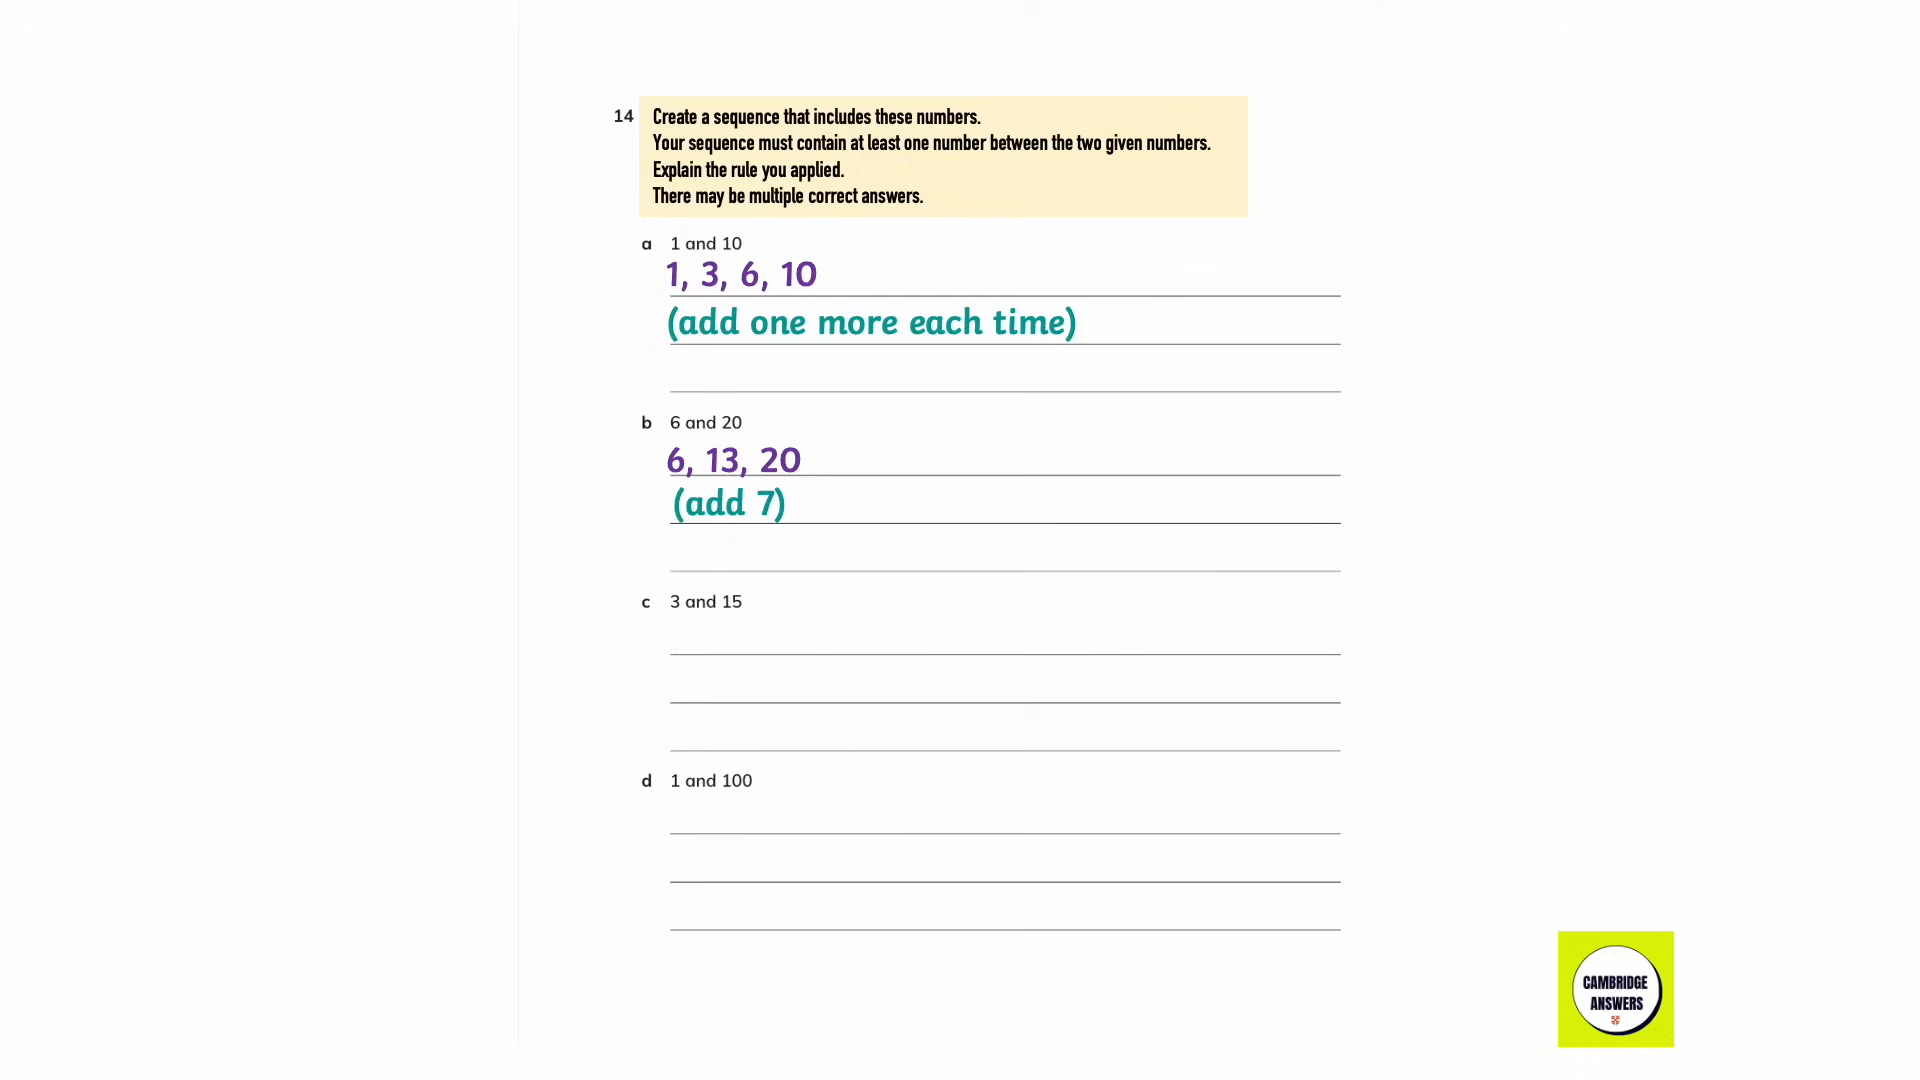 14 Create a sequence that includes these numbers.
Your sequence must contain at least one number between the two given numbers.
Explain the rule you applied.
There may be multiple correct answers.
a 1 and 10
1, 3, 6, 10
(add one more each time)
b 6 and 20
6, 13, 20
(add 7)
c 3 and 15
d 1 and 100
CAMBRIDGE
ANSWERS